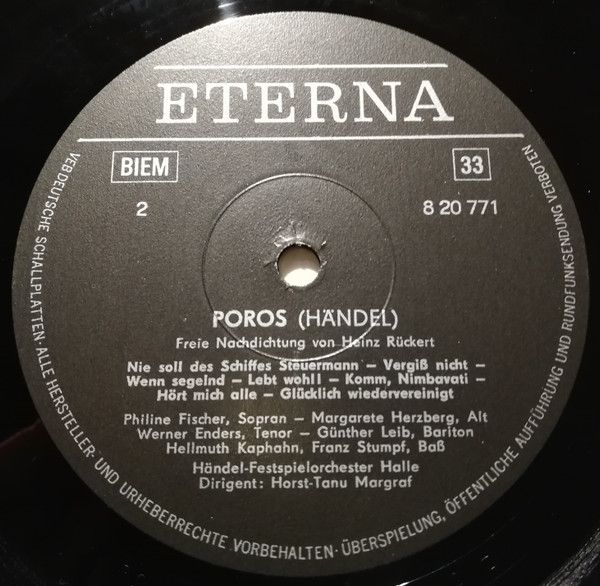 ETERNA
BIEM
33
2
8 20 771
POROS (HÄNDEL)
Freie Nachdichtung von Heinz Rückert
Nie soll des Schiffes Steuermann – Vergiß nicht –
Wenn segelnd – Lebt wohl! – Komm, Nimbavati –
Hört mich alle – Glücklich wiedervereinigt
Philine Fischer, Sopran – Margarete Herzberg, Alt
Werner Enders, Tenor – Günther Leib, Bariton
Hellmuth Kaphahn, Franz Stumpf, Baß
Händel-Festspielorchester Halle
Dirigent: Horst-Tanu Margraf
VEB DEUTSCHE SCHALLPLATTEN · ALLE HERSTELLER- UND URHEBERRECHTE VORBEHALTEN · ÜBERSPIELUNG, ÖFFENTLICHE AUFFÜHRUNG UND RUNDFUNKSENDUNG VERBOTEN